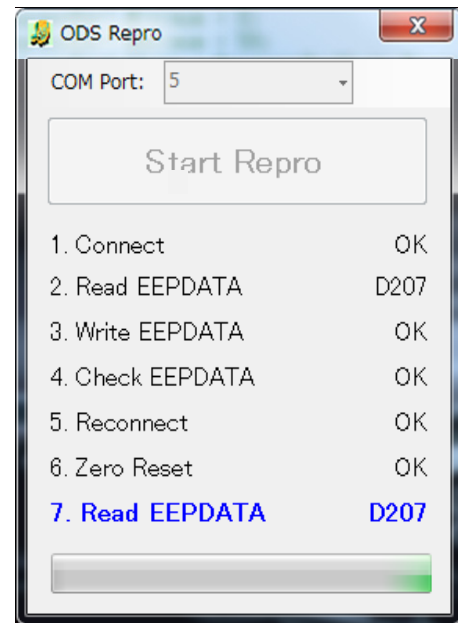 ODS Repro
COM Port: 5
Start Repro
1. Connect OK
2. Read EEPDATA D207
3. Write EEPDATA OK
4. Check EEPDATA OK
5. Reconnect OK
6. Zero Reset OK
7. Read EEPDATA D207